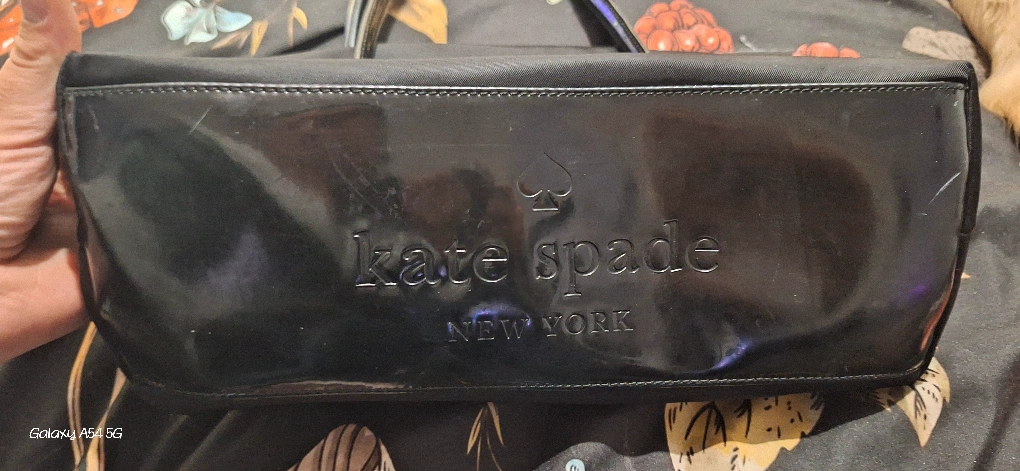 kate spade
NEW YORK
Galaxy A54 5G